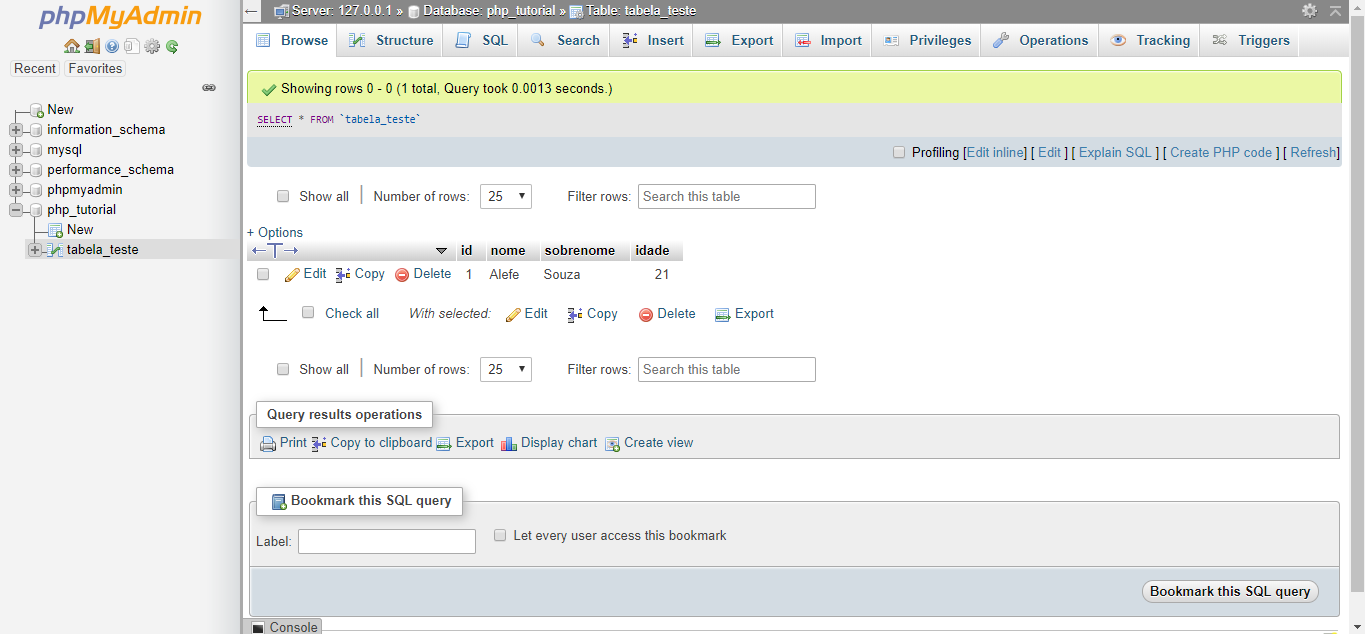 phpMyAdmin
Recent Favorites
New
information_schema
mysql
performance_schema
phpmyadmin
php_tutorial
New
tabela_teste
Server: 127.0.0.1 » Database: php_tutorial » Table: tabela_teste
Browse Structure SQL Search Insert Export Import Privileges Operations Tracking Triggers
Showing rows 0 - 0 (1 total, Query took 0.0013 seconds.)
SELECT * FROM `tabela_teste`
Profiling [Edit inline] [ Edit ] [ Explain SQL ] [ Create PHP code ] [ Refresh]
Show all Number of rows: 25 Filter rows: Search this table
+ Options
id nome sobrenome idade
Edit Copy Delete 1 Alefe Souza 21
Check all With selected: Edit Copy Delete Export
Show all Number of rows: 25 Filter rows: Search this table
Query results operations
Print Copy to clipboard Export Display chart Create view
Bookmark this SQL query
Label: Let every user access this bookmark
Bookmark this SQL query
Console